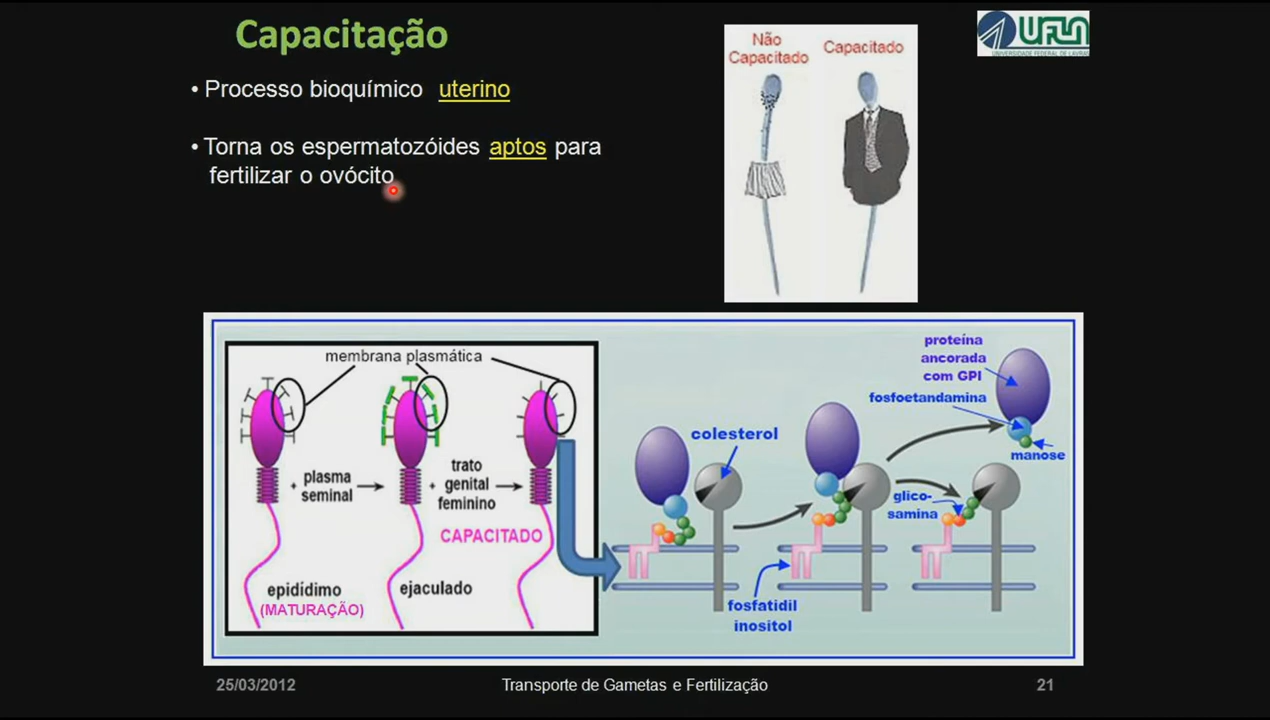 Capacitação
• Processo bioquímico uterino
• Torna os espermatozóides aptos para
fertilizar o ovócito
Não
Capacitado
Capacitado
UFLA
UNIVERSIDADE FEDERAL DE LAVRAS
membrana plasmática
+ plasma
seminal
+ trato
genital
feminino
CAPACITADO
epidídimo
(MATURAÇÃO)
ejaculado
colesterol
fosfatidil
inositol
proteína
ancorada
com GPI
fosfoetandamina
manose
glico-
samina
25/03/2012
Transporte de Gametas e Fertilização
21